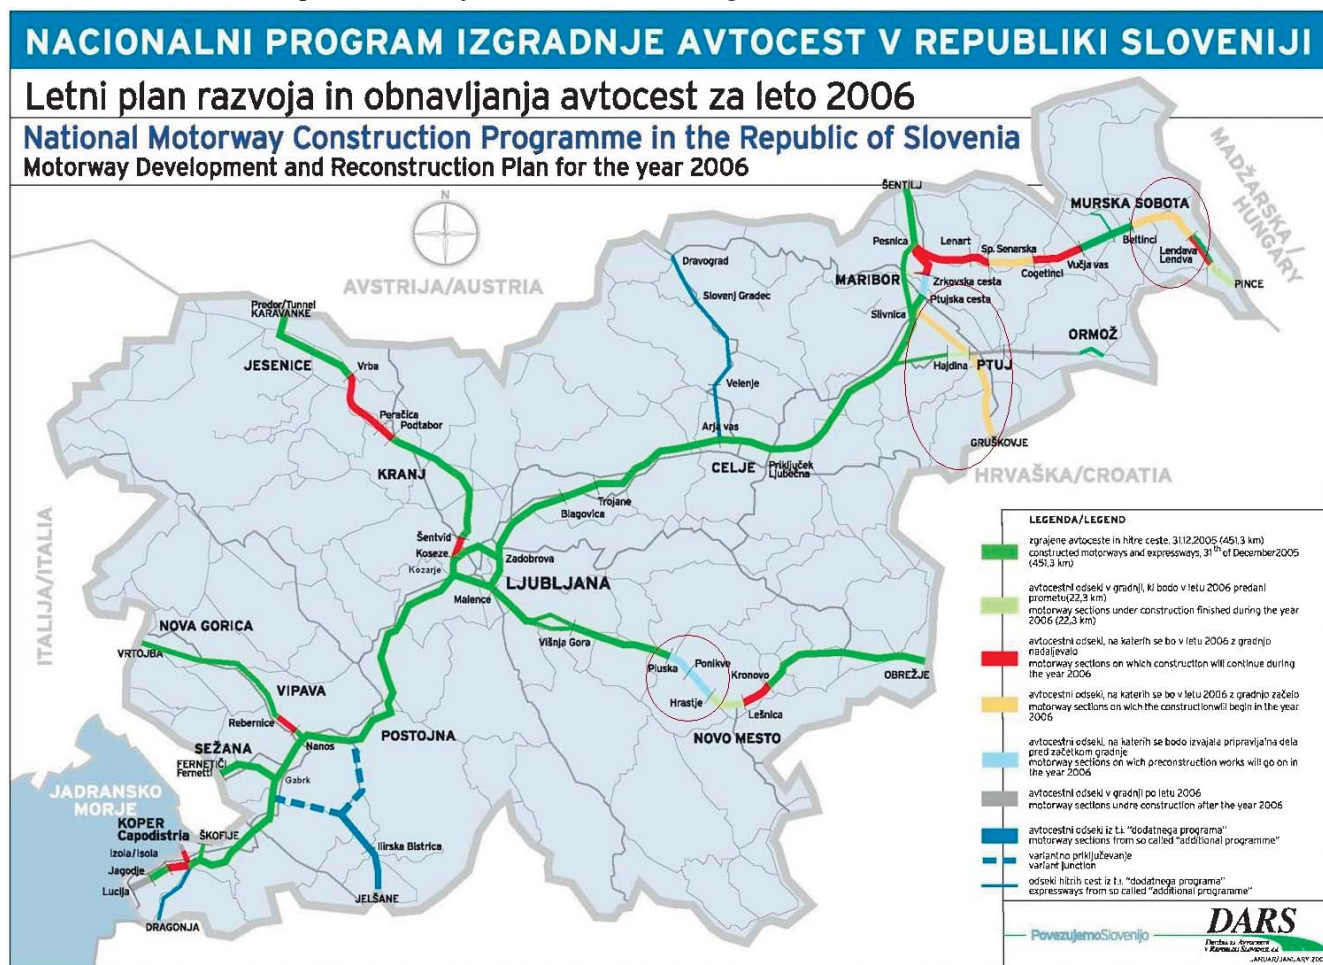 NACIONALNI PROGRAM IZGRADNJE AVTOCEST V REPUBLIKI SLOVENIJI
Letni plan razvoja in obnavljanja avtocest za leto 2006
National Motorway Construction Programme in the Republic of Slovenia
Motorway Development and Reconstruction Plan for the year 2006
MADŽARSKA /
HUNGARY
N
AVSTRIJA/AUSTRIA
ŠENTILJ
MURSKA SOBOTA
Pesnica
Lenart
Sp. Senarska
Beltinci
Lendava
Lendva
Vučja vas
Cogetinci
Dravograd
MARIBOR
Zrkovska cesta
PINCE
Predor/Tunnel
KARAVANKE
Slovenj Gradec
Ptujska cesta
Slivnica
ORMOŽ
JESENICE
Vrba
Hajdina
PTUJ
Velenje
Peračica
Podtabor
Arja vas
GRUŠKOVJE
KRANJ
CELJE
Priključek
Ljubečna
HRVAŠKA/CROATIA
Trojane
Blagovica
Šentvid
Koseze
Zadobrova
Kozarje
LJUBLJANA
Malence
ITALIJA/ITALIA
NOVA GORICA
VRTOJBA
Višnja Gora
Pluska
Ponikve
Kronovo
OBREŽJE
VIPAVA
Hrastje
Lešnica
Rebernice
NOVO MESTO
POSTOJNA
SEŽANA
Nanos
FERNETIČI
Fernetti
Gabrk
JADRANSKO
MORJE
KOPER
Capodistria
ŠKOFIJE
Izola/Isola
Ilirska Bistrica
Jagodje
Lucija
JELŠANE
DRAGONJA
LEGENDA/LEGEND
zgrajene avtoceste in hitre ceste, 31.12.2005 (451,3 km)
constructed motorways and expressways, 31th of December2005
(451,3 km)
avtocestni odseki v gradnji, ki bodo v letu 2006 predani
prometu(22,3 km)
motorway sections under construction finished during the year
2006 (22,3 km)
avtocestni odseki, na katerih se bo v letu 2006 z gradnjo
nadaljevalo
motorway sections on which construction will continue during
the year 2006
avtocestni odseki, na katerih se bo v letu 2006 z gradnjo začelo
motorway sections on wich the constructionwill begin in the year
2006
avtocestni odseki, na katerih se bodo izvajala pripravljalna dela
pred začetkom gradnje
motorway sections on wich preconstruction works will go on in
the year 2006
avtocestni odseki v gradnji po letu 2006
motorway sections undre construction after the year 2006
avtocestni odseki iz t.i. "dodatnega programa"
motorway sections from so called "additional programme"
variantno priključevanje
variant junction
odseki hitrih cest iz t.i. "dodatnega programa"
expressways from so called "additional programme"
PovezujemoSlovenijo
DARS
Družba za Avtoceste
v Republiki Sloveniji
JANUAR/JANUARY